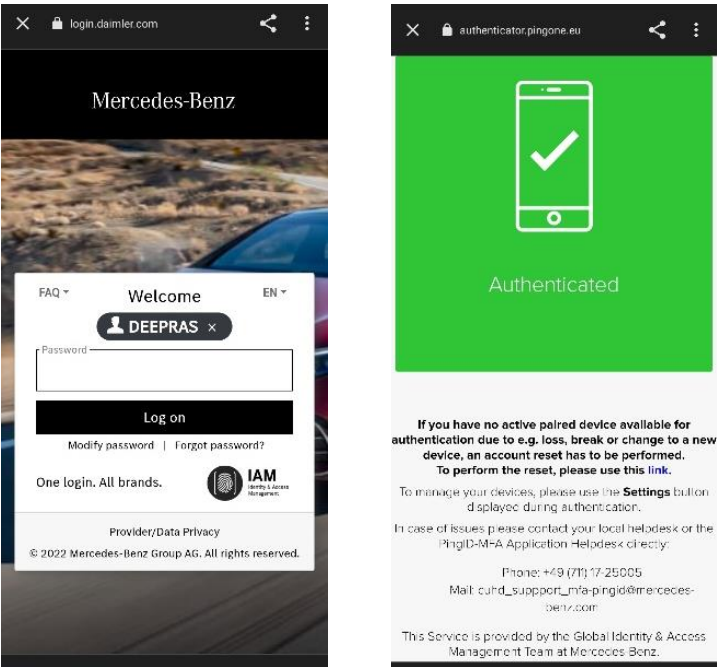 login.daimler.com
Mercedes-Benz
FAQ
Welcome
EN
DEEPRAS ×
Password
Log on
Modify password | Forgot password?
One login. All brands.
IAM
Identity & Access
Management
Provider/Data Privacy
© 2022 Mercedes-Benz Group AG. All rights reserved.
authenticator.pingone.eu
Authenticated
If you have no active paired device available for
authentication due to e.g. loss, break or change to a new
device, an account reset has to be performed.
To perform the reset, please use this link.
To manage your devices, please use the Settings button
displayed during authentication.
In case of issues please contact your local helpdesk or the
PingID-MFA Application Helpdesk directly:
Phone: +49 (711) 17-25005
Mail: cuhd_suppport_mfa-pingid@mercedes-
benz.com
This Service is provided by the Global Identity & Access
Management Team at Mercedes-Benz.